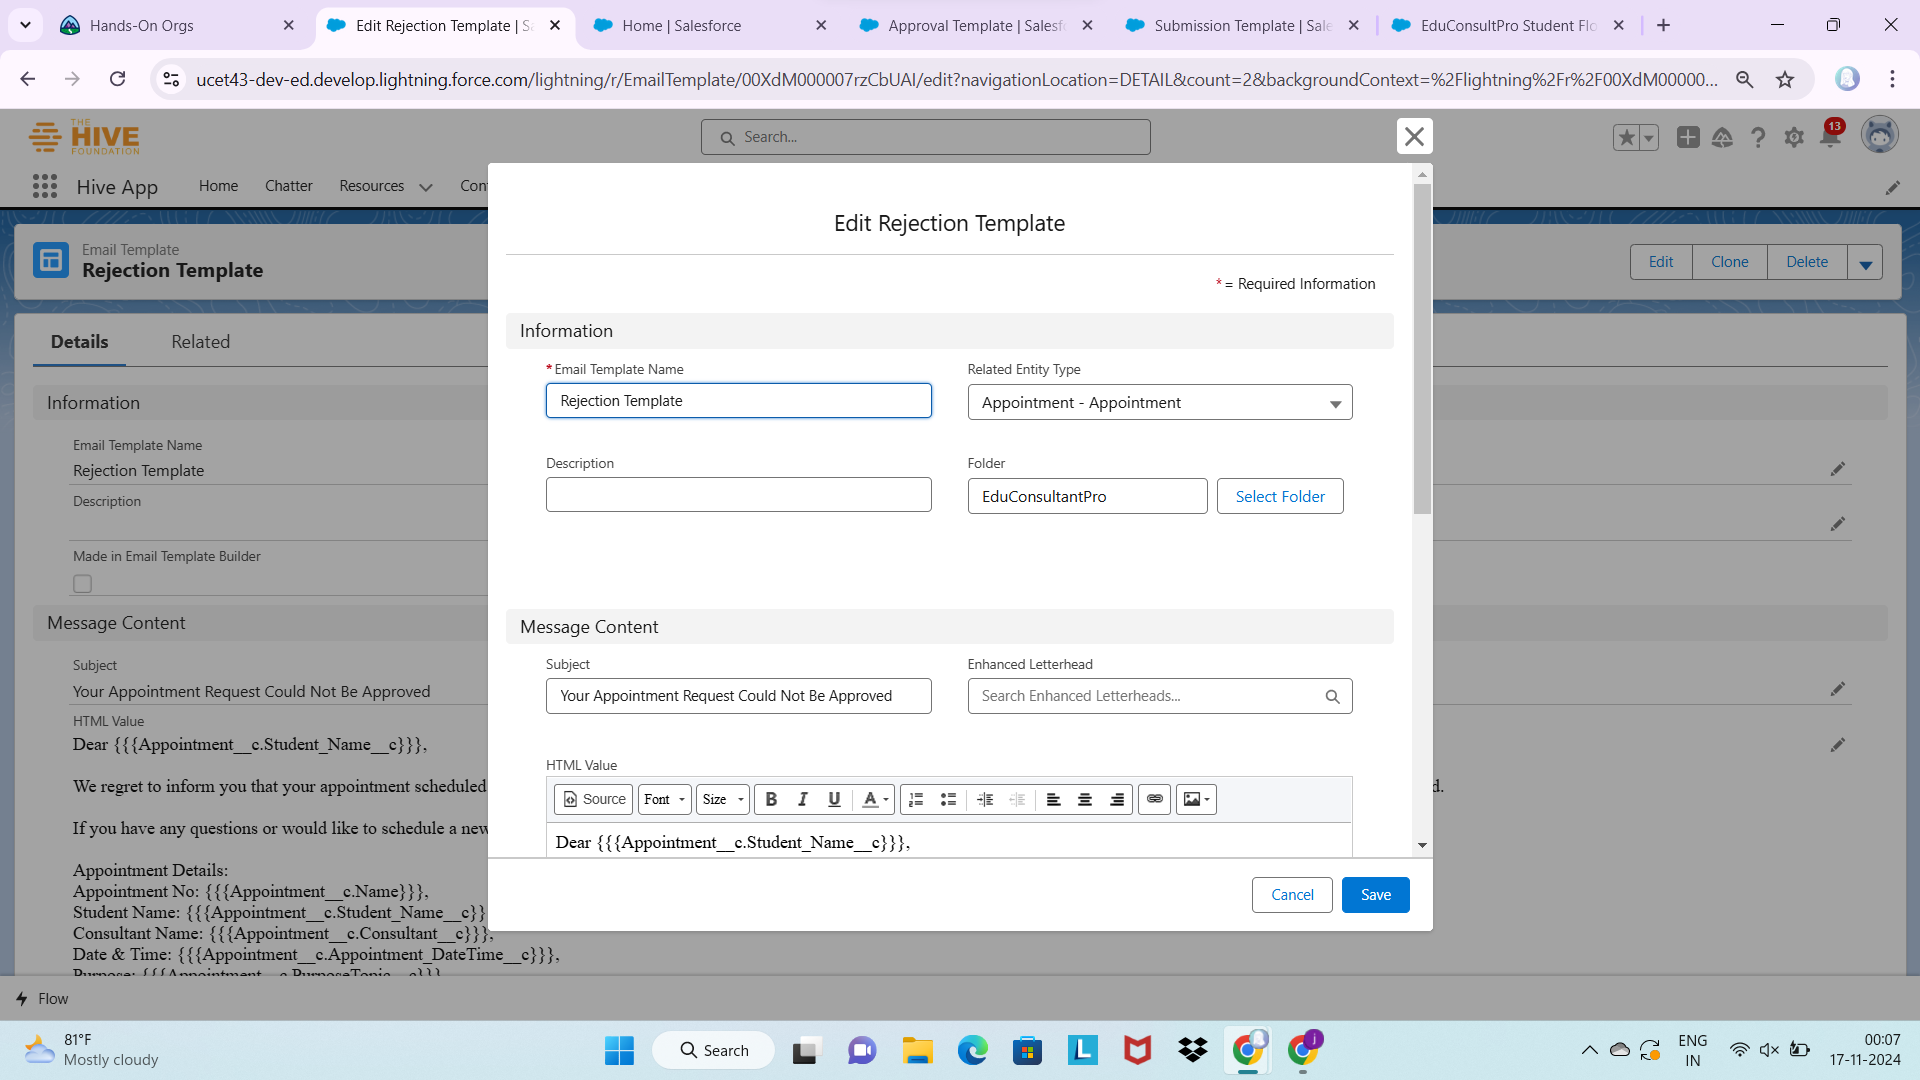 Hands-On Orgs
Edit Rejection Template | S
Home | Salesforce
Approval Template | Salesf
Submission Template | Sale
EduConsultPro Student Flo
ucet43-dev-ed.develop.lightning.force.com/lightning/r/EmailTemplate/00XdM000007rzCbUAI/edit?navigationLocation=DETAIL&count=2&backgroundContext=%2Flightning%2Fr%2F00XdM00000...
THE
HIVE
FOUNDATION
Search...
13
Hive App
Home
Chatter
Resources
Con
Email Template
Rejection Template
Edit
Clone
Delete
Details
Related
Information
Email Template Name
Rejection Template
Description
Made in Email Template Builder
Message Content
Subject
Your Appointment Request Could Not Be Approved
HTML Value
Dear {{{Appointment__c.Student_Name__c}}},
We regret to inform you that your appointment scheduled
d.
If you have any questions or would like to schedule a new
Appointment Details:
Appointment No: {{{Appointment__c.Name}}},
Student Name: {{{Appointment__c.Student_Name__c}}
Consultant Name: {{{Appointment__c.Consultant__c}}},
Date & Time: {{{Appointment__c.Appointment_DateTime__c}}},
Purpose: {{{Appointment__c.PurposeTopic__c}}}
Edit Rejection Template
* = Required Information
Information
*Email Template Name
Rejection Template
Related Entity Type
Appointment - Appointment
Description
Folder
EduConsultantPro
Select Folder
Message Content
Subject
Your Appointment Request Could Not Be Approved
Enhanced Letterhead
Search Enhanced Letterheads...
HTML Value
Source
Font
Size
B I U A
Dear {{{Appointment__c.Student_Name__c}}},
Cancel
Save
Flow
81°F
Mostly cloudy
Search
L
j
ENG
IN
00:07
17-11-2024